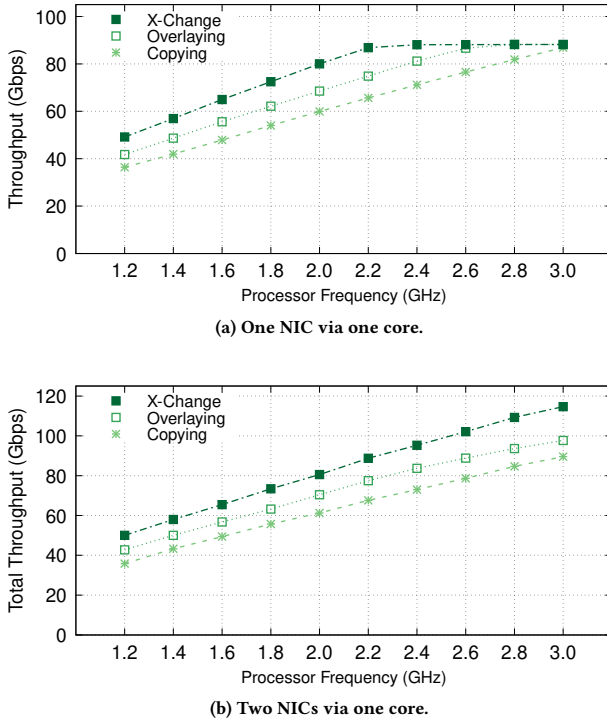 100
80
60
40
20
0
Throughput (Gbps)
X-Change
Overlaying
Copying
1.2 1.4 1.6 1.8 2.0 2.2 2.4 2.6 2.8 3.0
Processor Frequency (GHz)
(a) One NIC via one core.
120
100
80
60
40
20
0
Total Throughput (Gbps)
X-Change
Overlaying
Copying
1.2 1.4 1.6 1.8 2.0 2.2 2.4 2.6 2.8 3.0
Processor Frequency (GHz)
(b) Two NICs via one core.